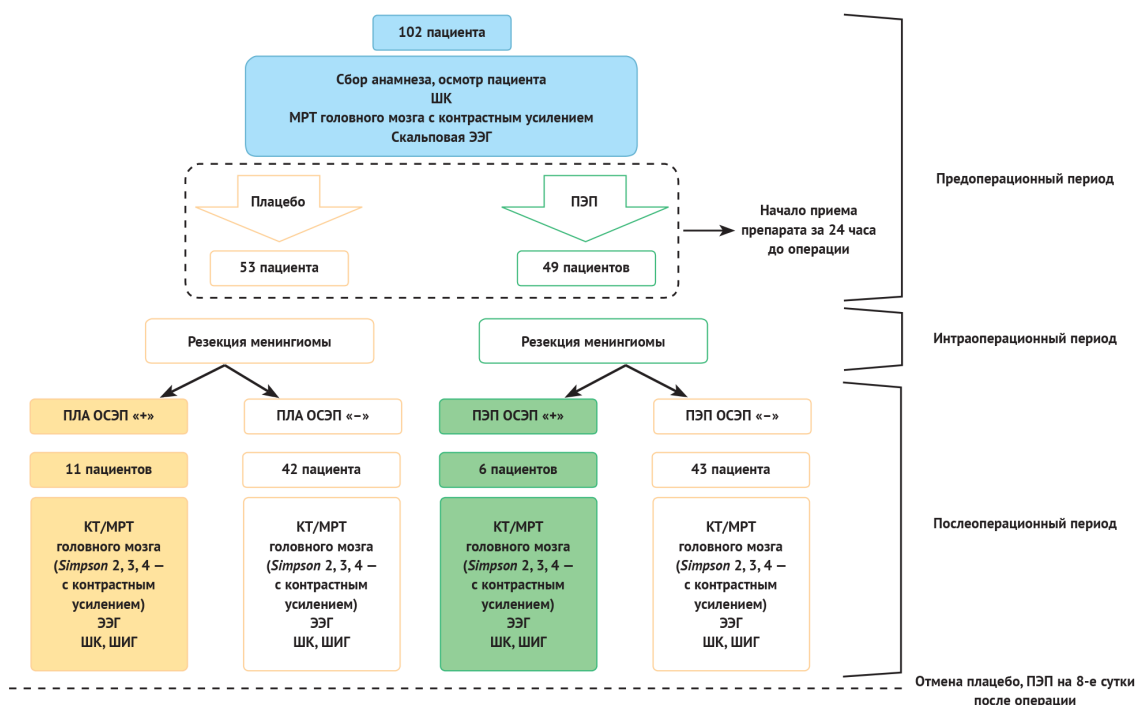 102 пациента
Сбор анамнеза, осмотр пациента
ШК
МРТ головного мозга с контрастным усилением
Скальповая ЭЭГ
Предоперационный период
Плацебо
ПЭП
53 пациента
49 пациентов
Начало приема
препарата за 24 часа
до операции
Резекция менингиомы
Резекция менингиомы
Интраоперационный период
ПЛА ОСЭП «+»
ПЛА ОСЭП «–»
ПЭП ОСЭП «+»
ПЭП ОСЭП «–»
11 пациентов
42 пациента
6 пациентов
43 пациента
КТ/МРТ
головного мозга
(Simpson 2, 3, 4 —
с контрастным
усилением)
ЭЭГ
ШК, ШИГ
КТ/МРТ
головного мозга
(Simpson 2, 3, 4 —
с контрастным
усилением)
ЭЭГ
ШК, ШИГ
КТ/МРТ
головного мозга
(Simpson 2, 3, 4 —
с контрастным
усилением)
ЭЭГ
ШК, ШИГ
КТ/МРТ
головного мозга
(Simpson 2, 3, 4 —
с контрастным
усилением)
ЭЭГ
ШК, ШИГ
Послеоперационный период
Отмена плацебо, ПЭП на 8-е сутки
после операции